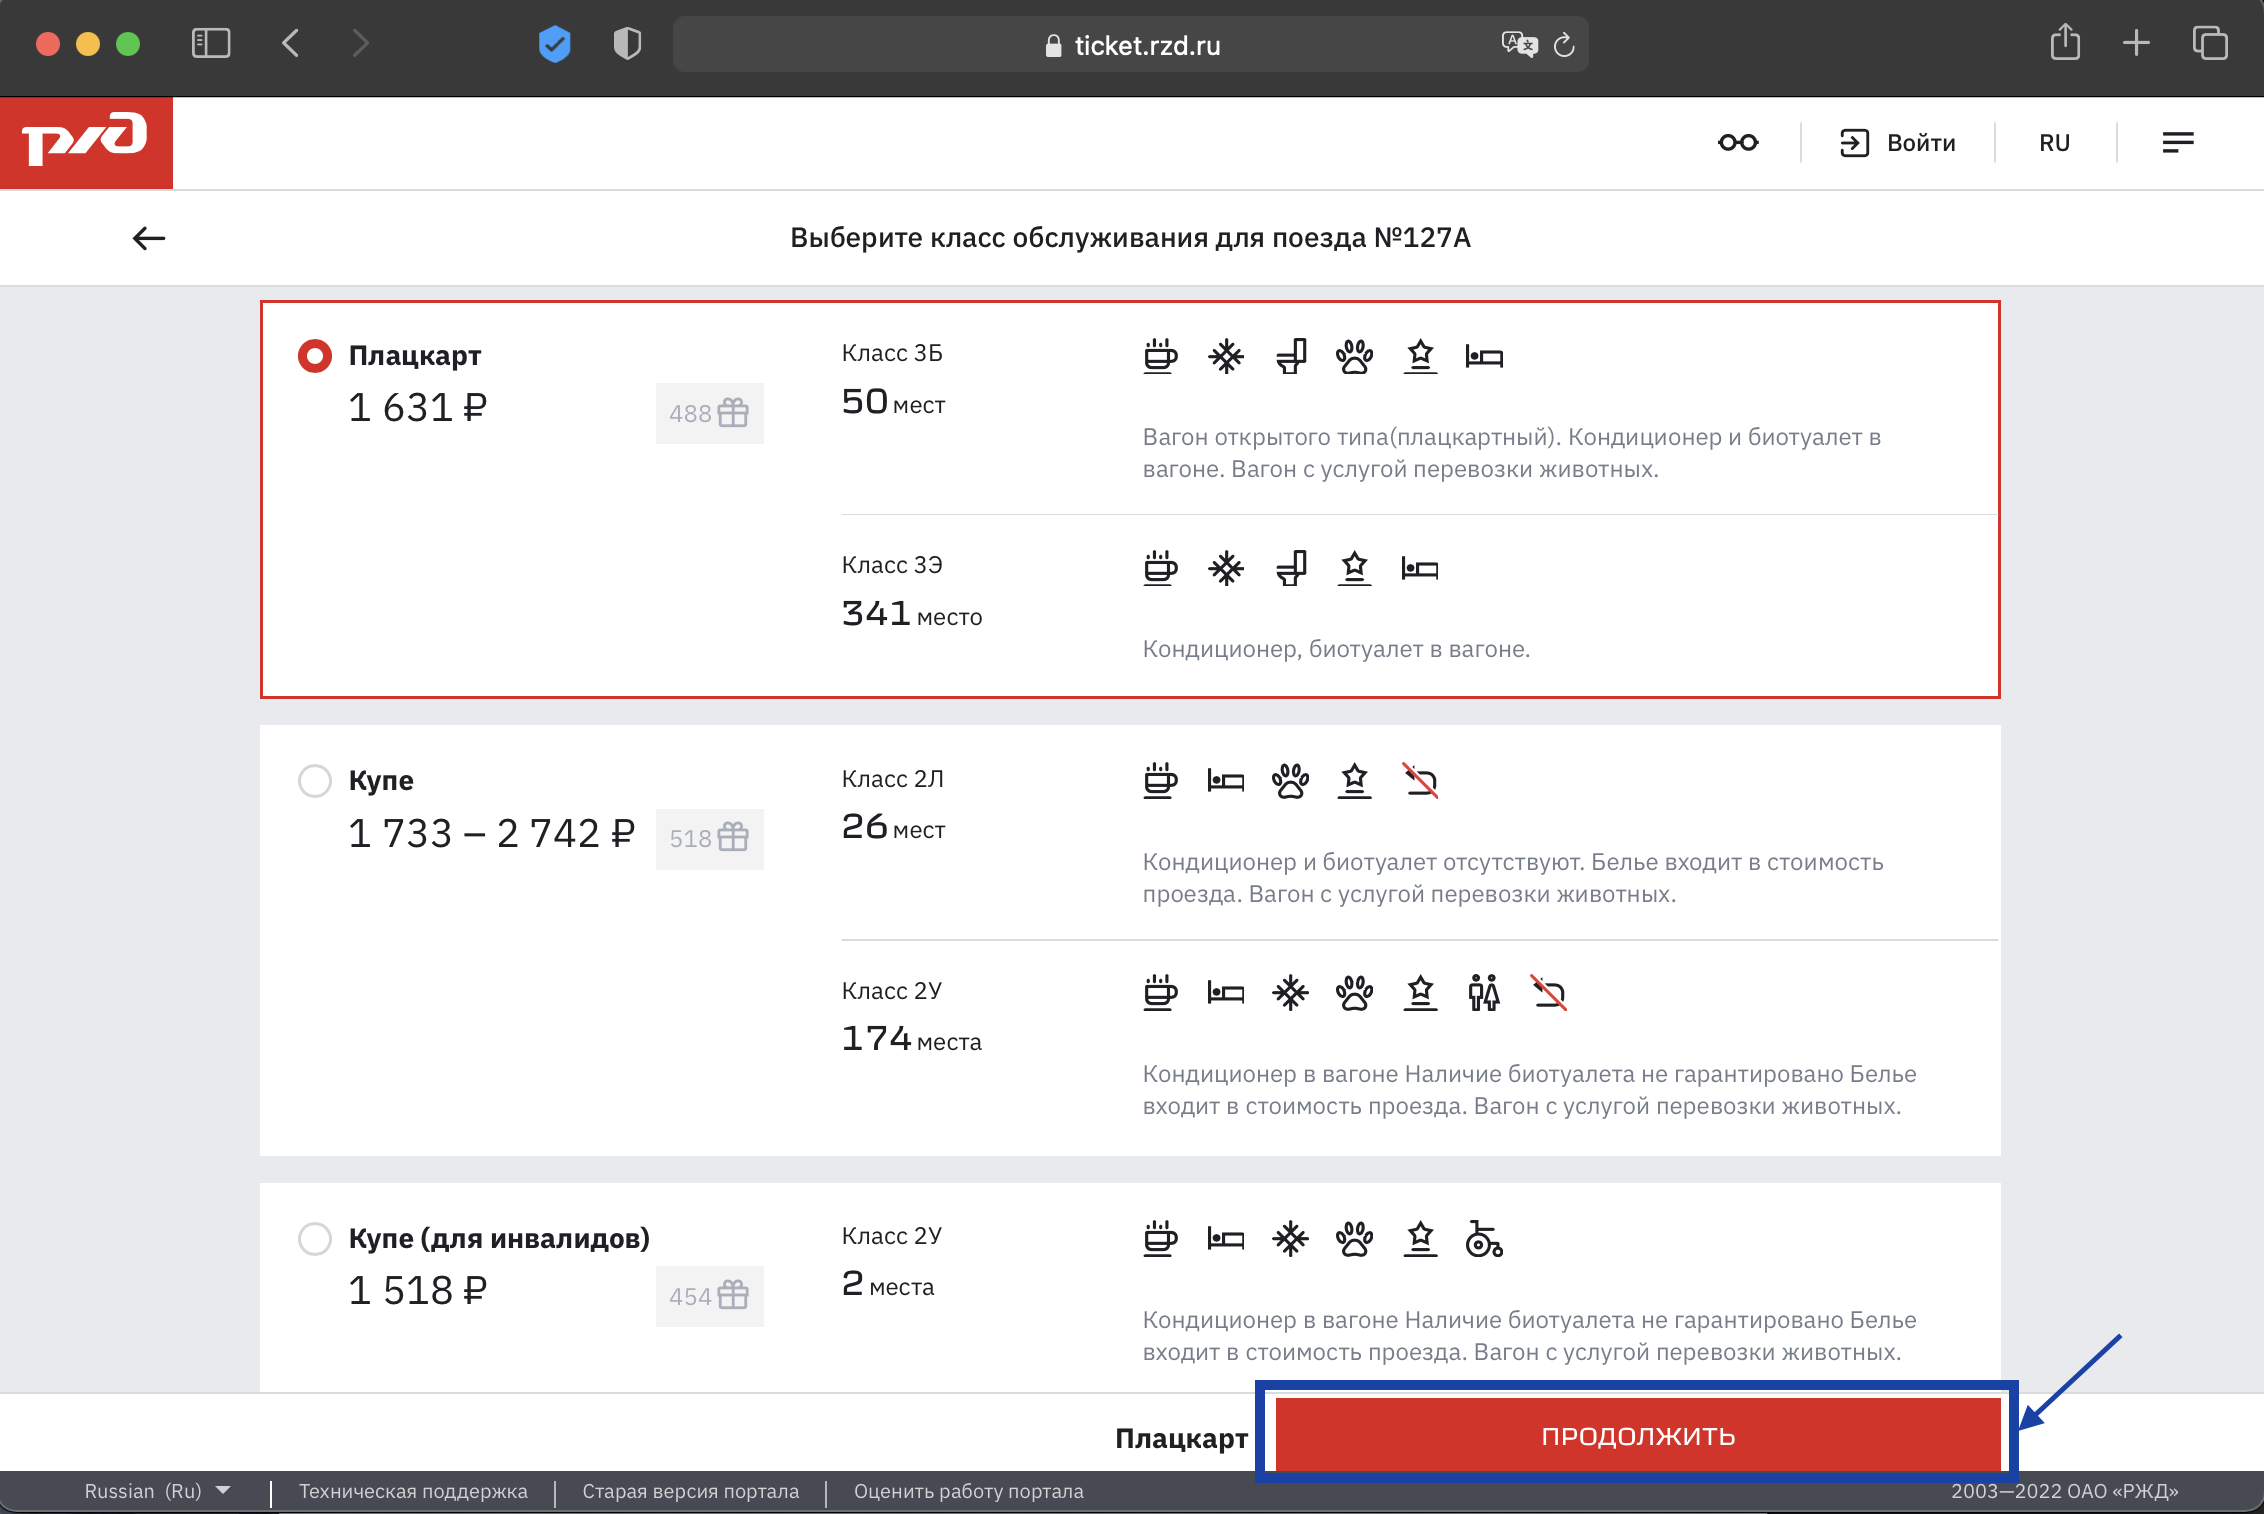 ticket.rzd.ru
ржд
Войти
RU
Выберите класс обслуживания для поезда №127А
Плацкарт
1 631 ₽
488
Класс 3Б
50 мест
Вагон открытого типа(плацкартный). Кондиционер и биотуалет в
вагоне. Вагон с услугой перевозки животных.
Класс 3Э
341 место
Кондиционер, биотуалет в вагоне.
Купе
1 733 – 2 742 ₽
518
Класс 2Л
26 мест
Кондиционер и биотуалет отсутствуют. Белье входит в стоимость
проезда. Вагон с услугой перевозки животных.
Класс 2У
174 места
Кондиционер в вагоне Наличие биотуалета не гарантировано Белье
входит в стоимость проезда. Вагон с услугой перевозки животных.
Купе (для инвалидов)
1 518 ₽
454
Класс 2У
2 места
Кондиционер в вагоне Наличие биотуалета не гарантировано Белье
входит в стоимость проезда. Вагон с услугой перевозки животных.
Плацкарт
ПРОДОЛЖИТЬ
Russian (Ru)
Техническая поддержка
Старая версия портала
Оценить работу портала
2003—2022 ОАО «РЖД»